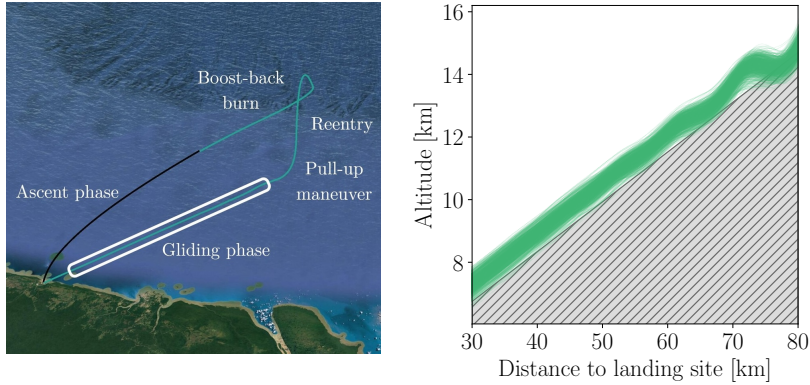 Boost-back
burn
Reentry
Pull-up
maneuver
Ascent phase
Gliding phase
Altitude [km]
16
14
12
10
8
30 40 50 60 70 80
Distance to landing site [km]